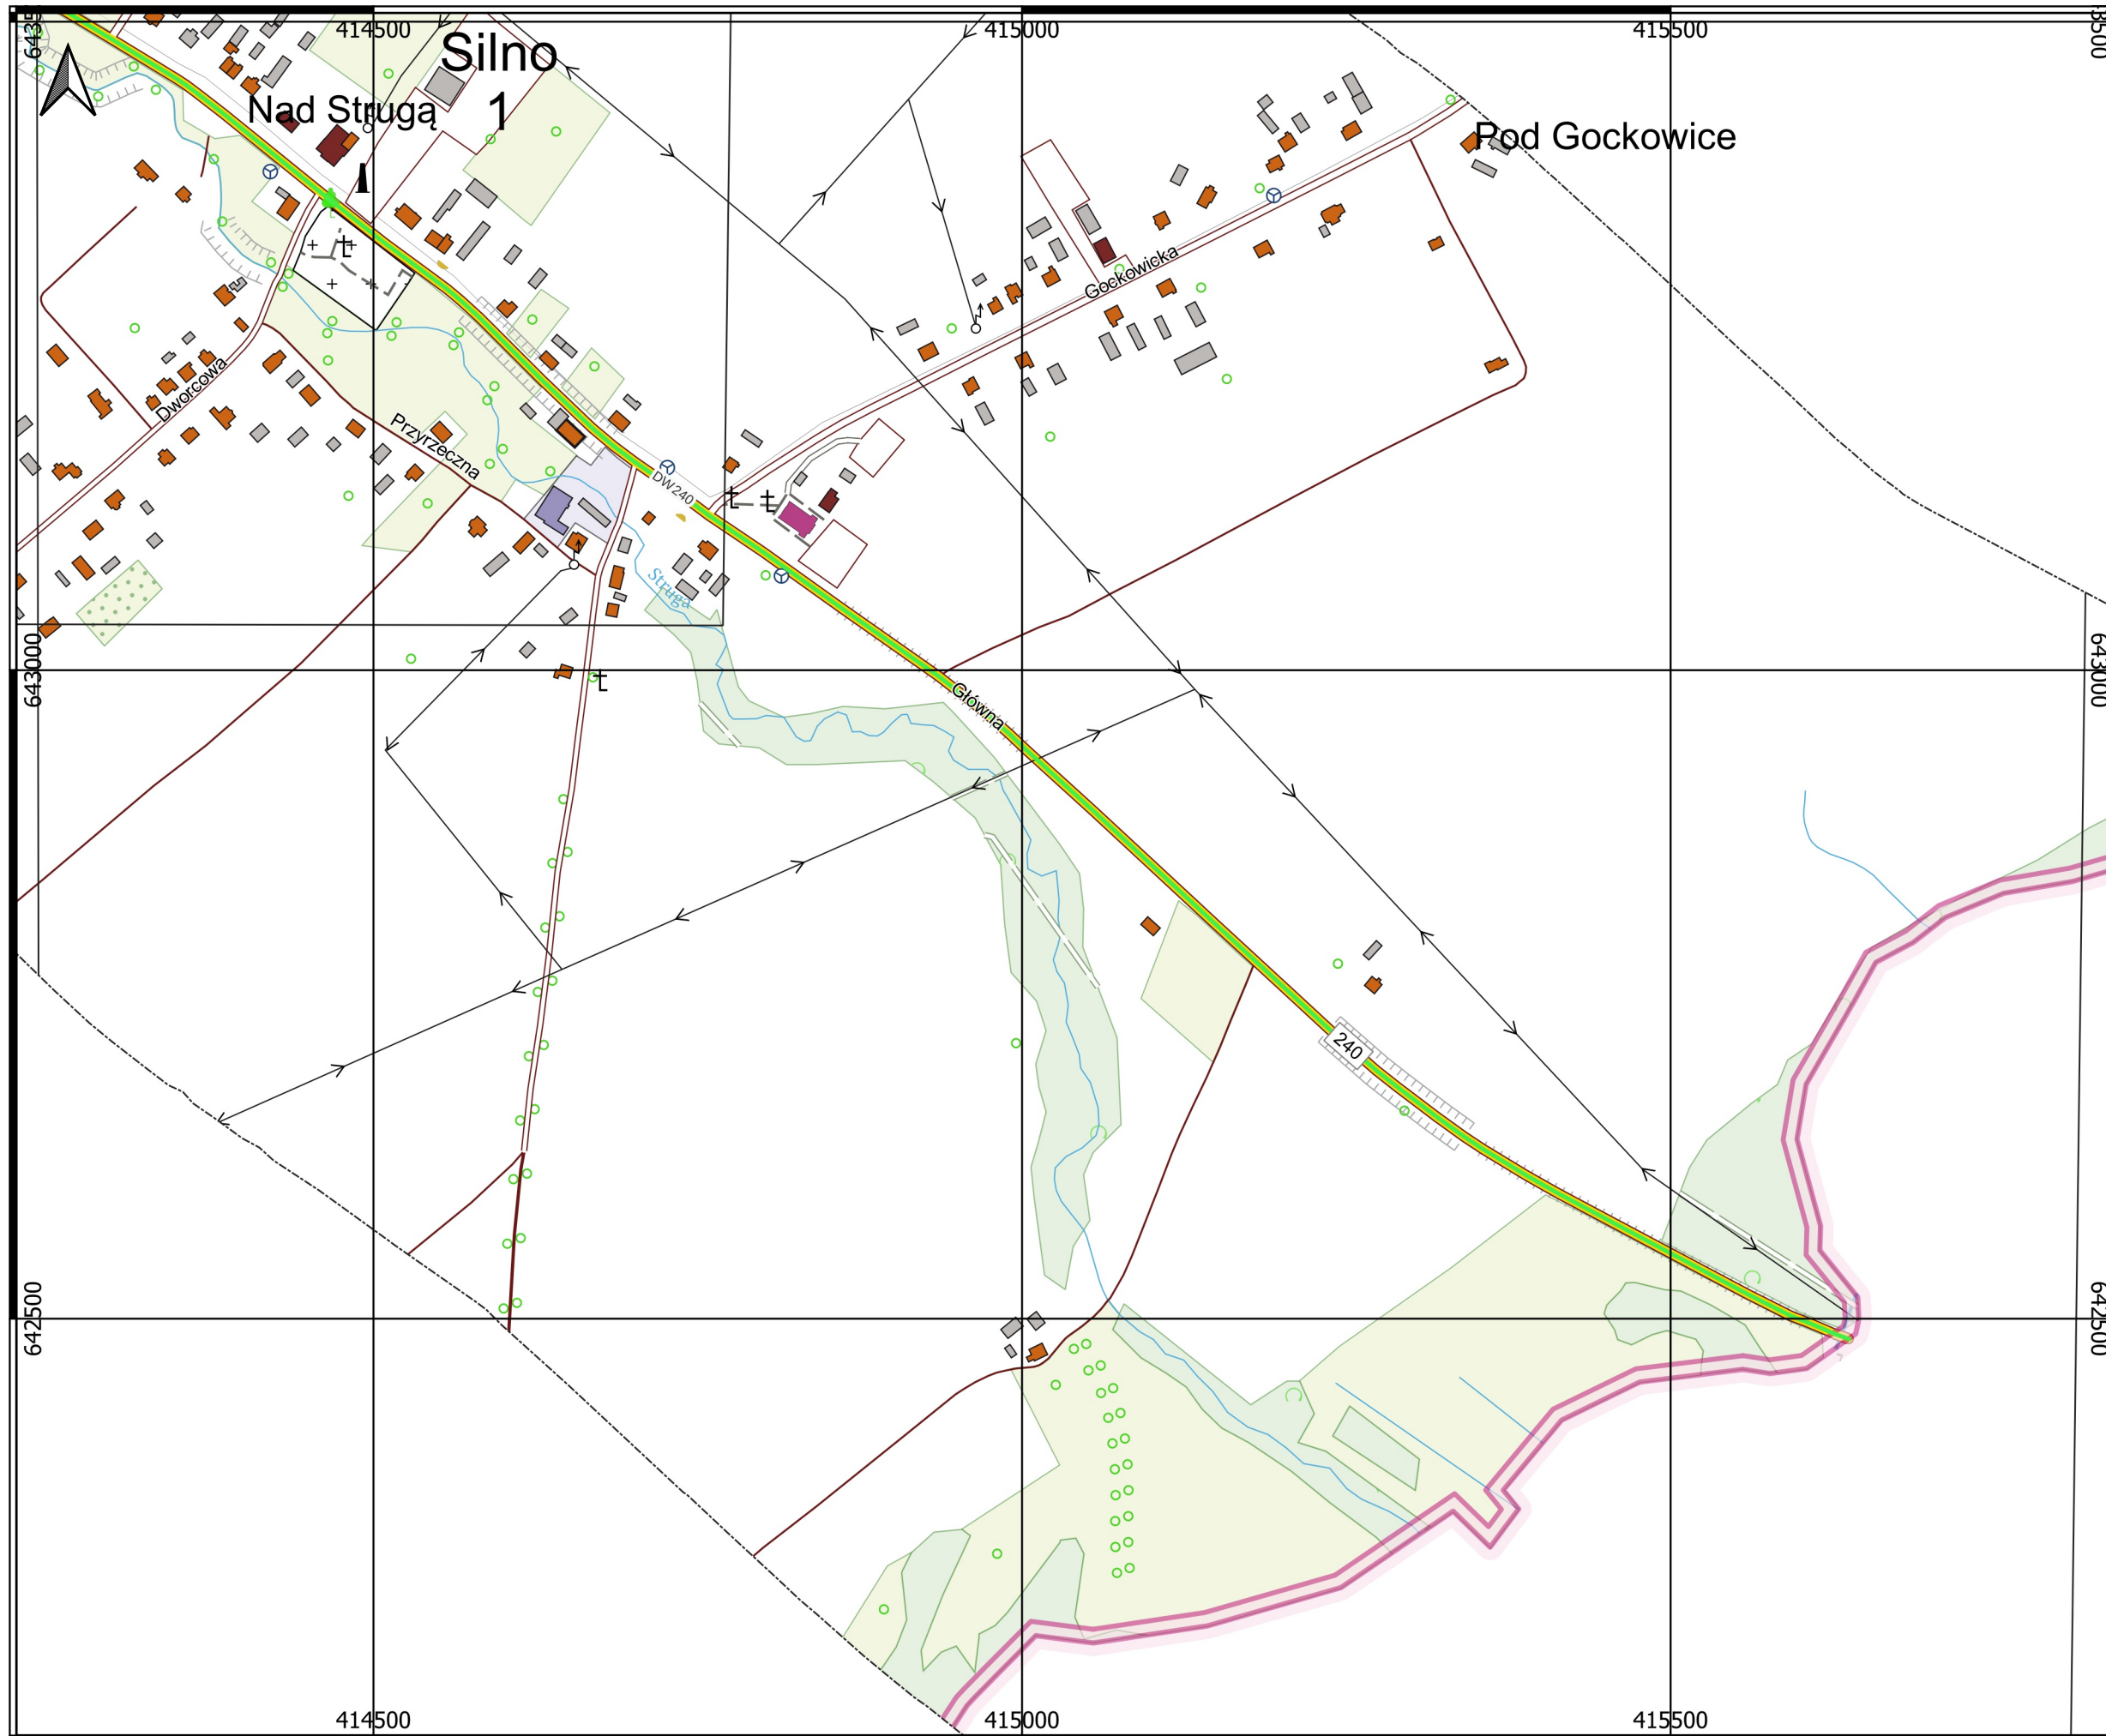 414500
415000
415500
Silno
1
Nad Strugą
Pod Gockowice
Gockowicka
Dworcowa
Przyrzeczna
DW240
Struga
643000
643000
Główna
240
642500
642500
414500
415000
415500